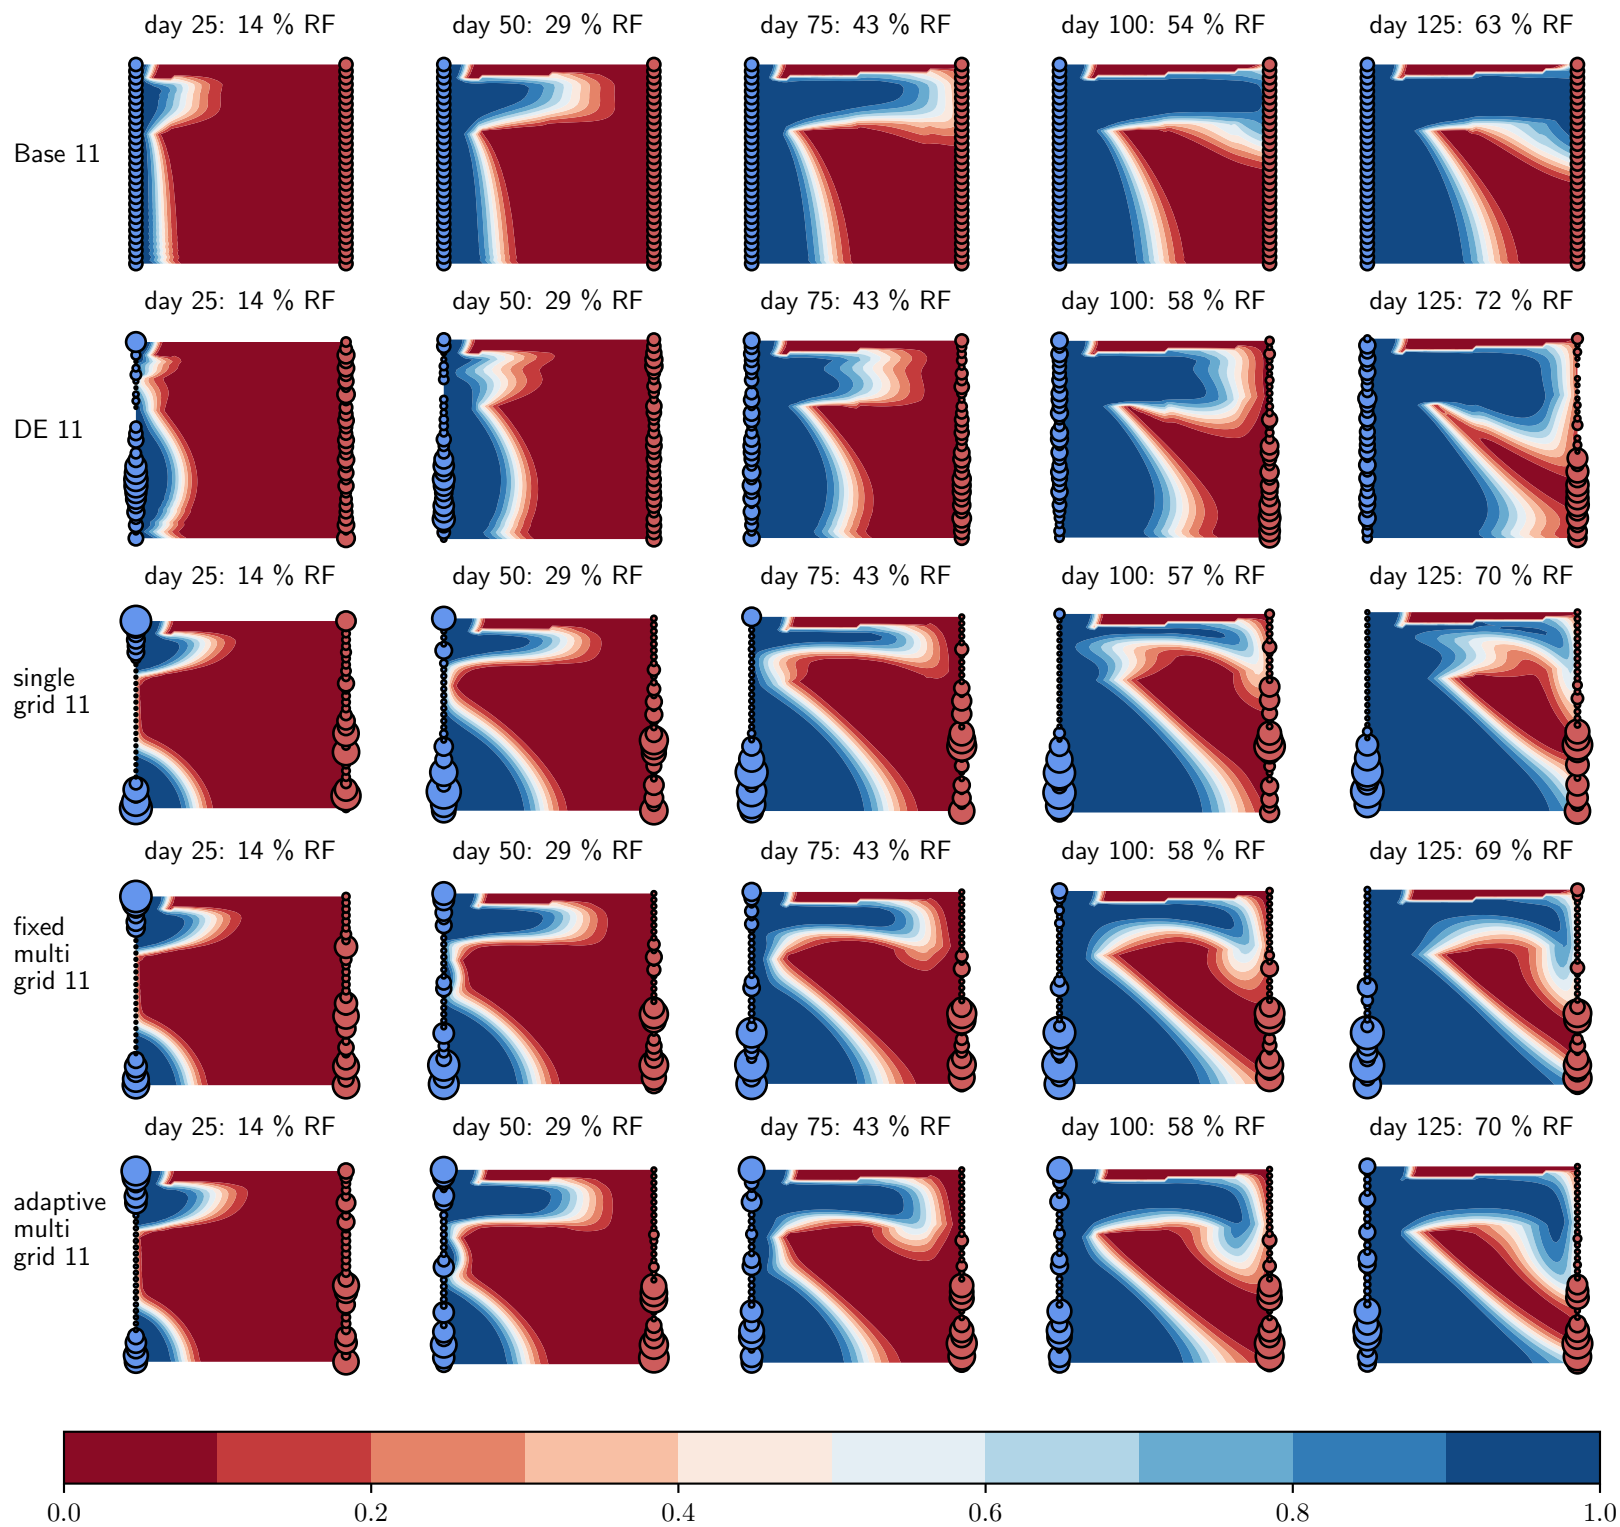 day 25: 14 % RF
day 50: 29 % RF
day 75: 43 % RF
day 100: 54 % RF
day 125: 63 % RF
Base 11
day 25: 14 % RF
day 50: 29 % RF
day 75: 43 % RF
day 100: 58 % RF
day 125: 72 % RF
DE 11
day 25: 14 % RF
day 50: 29 % RF
day 75: 43 % RF
day 100: 57 % RF
day 125: 70 % RF
single
grid 11
day 25: 14 % RF
day 50: 29 % RF
day 75: 43 % RF
day 100: 58 % RF
day 125: 69 % RF
fixed
multi
grid 11
day 25: 14 % RF
day 50: 29 % RF
day 75: 43 % RF
day 100: 58 % RF
day 125: 70 % RF
adaptive
multi
grid 11
0.0
0.2
0.4
0.6
0.8
1.0